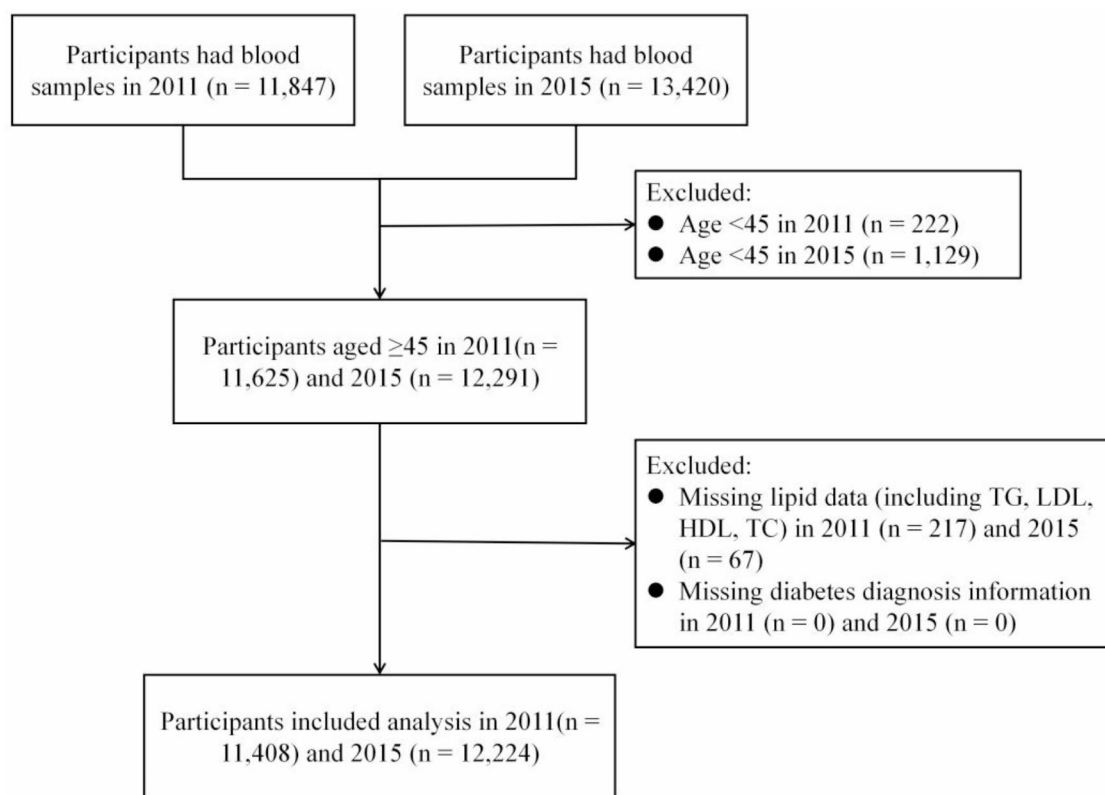 Participants had blood
samples in 2011 (n = 11,847)
Participants had blood
samples in 2015 (n = 13,420)
Excluded:
● Age <45 in 2011 (n = 222)
● Age <45 in 2015 (n = 1,129)
Participants aged ≥45 in 2011(n =
11,625) and 2015 (n = 12,291)
Excluded:
● Missing lipid data (including TG, LDL,
HDL, TC) in 2011 (n = 217) and 2015
(n = 67)
● Missing diabetes diagnosis information
in 2011 (n = 0) and 2015 (n = 0)
Participants included analysis in 2011(n =
11,408) and 2015 (n = 12,224)